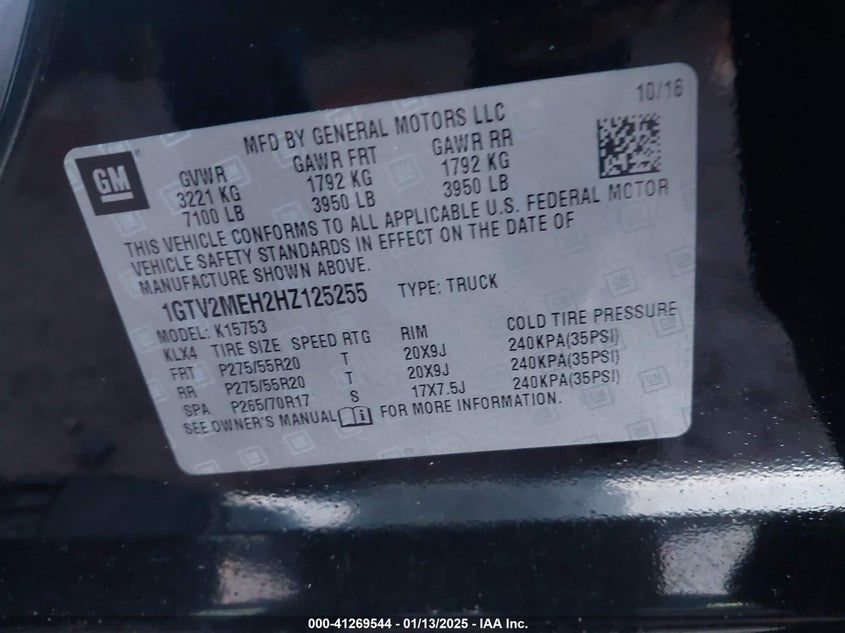 10/16
MFD BY GENERAL MOTORS LLC
GM
GVWR GAWR FRT GAWR RR
3221 KG 1792 KG 1792 KG
7100 LB 3950 LB 3950 LB
THIS VEHICLE CONFORMS TO ALL APPLICABLE U.S. FEDERAL MOTOR
VEHICLE SAFETY STANDARDS IN EFFECT ON THE DATE OF
MANUFACTURE SHOWN ABOVE.
1GTV2MEH2HZ125255 TYPE: TRUCK
MODEL: K15753
KLX4 TIRE SIZE SPEED RTG RIM COLD TIRE PRESSURE
FRT P275/55R20 T 20X9J 240KPA(35PSI)
RR P275/55R20 T 20X9J 240KPA(35PSI)
SPA P265/70R17 S 17X7.5J 240KPA(35PSI)
SEE OWNER'S MANUAL FOR MORE INFORMATION.
000-41269544 - 01/13/2025 - IAA Inc.